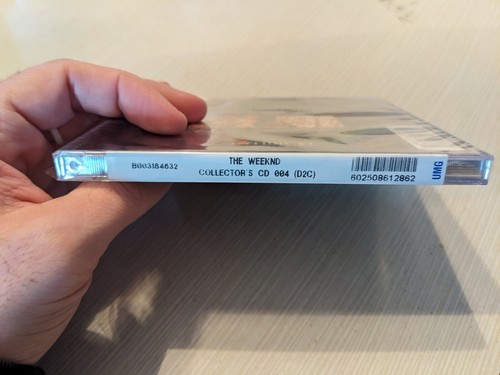 B003184632
THE WEEKND
COLLECTOR'S CD 004 (D2C)
602508612862
UMG